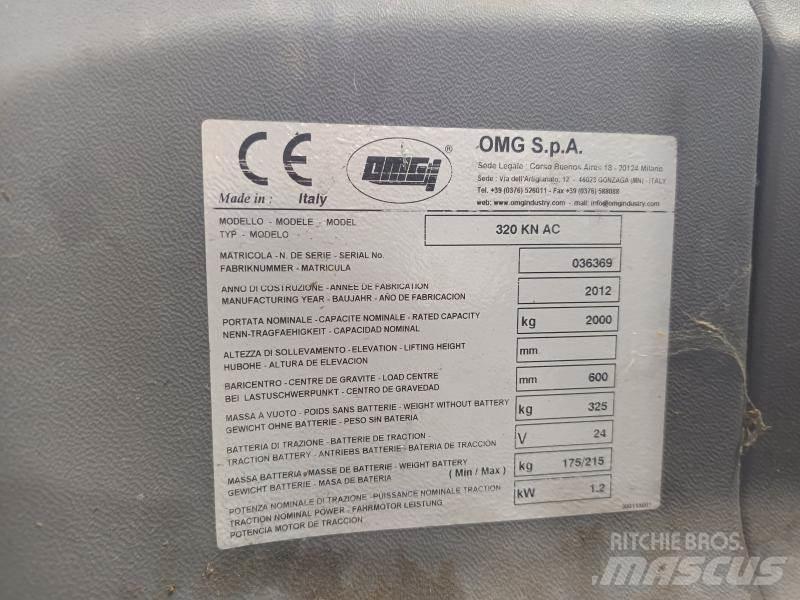 CE
OMG
®
OMG S.p.A.
Sede Legale : Corso Buenos Aires 18 - 20124 Milano
Sede : Via dell'Artigianato, 12 - 46023 GONZAGA (MN) - ITALY
Tel. +39 (0376) 526011 - Fax +39 (0376) 588088
web: www.omgindustry.com - mail: info@omgindustry.com
Made in : Italy
MODELLO - MODELE - MODEL
TYP - MODELO
320 KN AC
MATRICOLA - N. DE SERIE - SERIAL No.
FABRIKNUMMER - MATRICULA
036369
ANNO DI COSTRUZIONE - ANNEE DE FABRICATION
MANUFACTURING YEAR - BAUJAHR - AÑO DE FABRICACION
2012
PORTATA NOMINALE - CAPACITE NOMINALE - RATED CAPACITY
NENN-TRAGFAEHIGKEIT - CAPACIDAD NOMINAL
kg 2000
ALTEZZA DI SOLLEVAMENTO - ELEVATION - LIFTING HEIGHT
HUBOHE - ALTURA DE ELEVACION
mm
BARICENTRO - CENTRE DE GRAVITE - LOAD CENTRE
BEI LASTUSCHWERPUNKT - CENTRO DE GRAVEDAD
mm 600
MASSA A VUOTO - POIDS SANS BATTERIE - WEIGHT WITHOUT BATTERY
GEWICHT OHNE BATTERIE - PESO SIN BATERIA
kg 325
BATTERIA DI TRAZIONE - BATTERIE DE TRACTION -
TRACTION BATTERY - ANTRIEBS BATTERIE - BATERIA DE TRACCIÓN
V 24
MASSA BATTERIA - MASSE DE BATTERIE - WEIGHT BATTERY
GEWICHT BATTERIE - MASA DE BATERIA
( Min / Max )
kg 175/215
POTENZA NOMINALE DI TRAZIONE - PUISSANCE NOMINALE TRACTION
TRACTION NOMINAL POWER - FAHRMOTOR LEISTUNG
POTENCIA MOTOR DE TRACCION
kW 1.2
RITCHIE BROS.
MASCUS